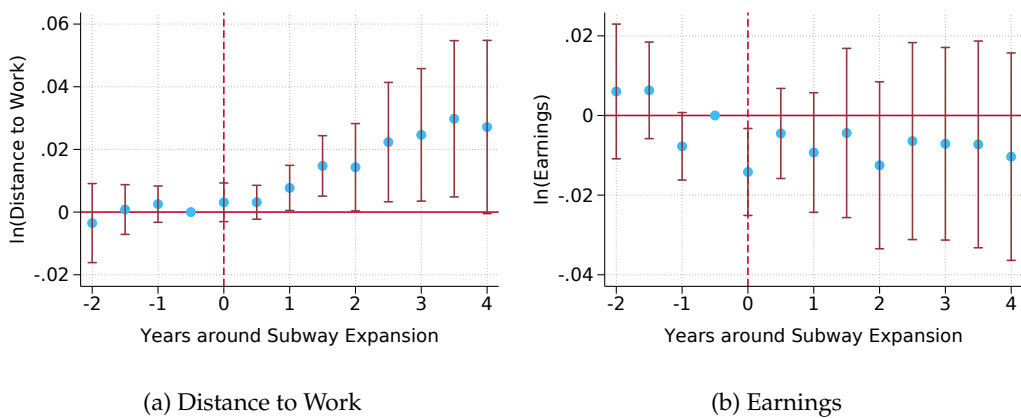 ln(Distance to Work)
.06
.04
.02
0
-.02
-2 -1 0 1 2 3 4
Years around Subway Expansion
(a) Distance to Work
ln(Earnings)
.02
0
-.02
-.04
-2 -1 0 1 2 3 4
Years around Subway Expansion
(b) Earnings